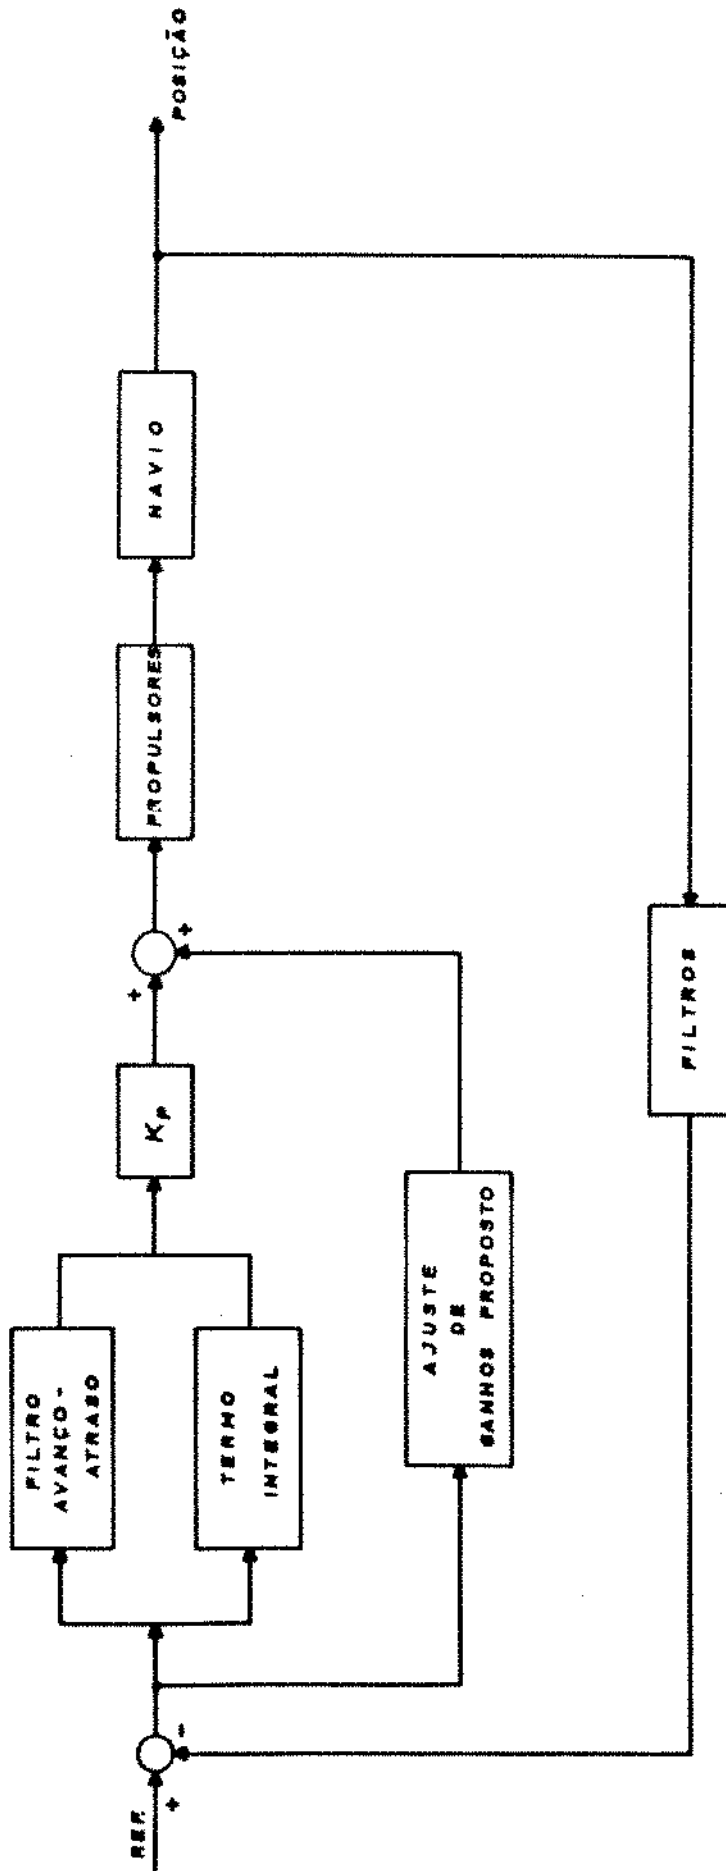 REF.
+
-
FILTRO
AVANÇO-
ATRASO
TERMO
INTEGRAL
KP
+
+
PROPULSORES
NAVIO
POSIÇÃO
AJUSTE
DE
GANHOS PROPOSTO
FILTROS